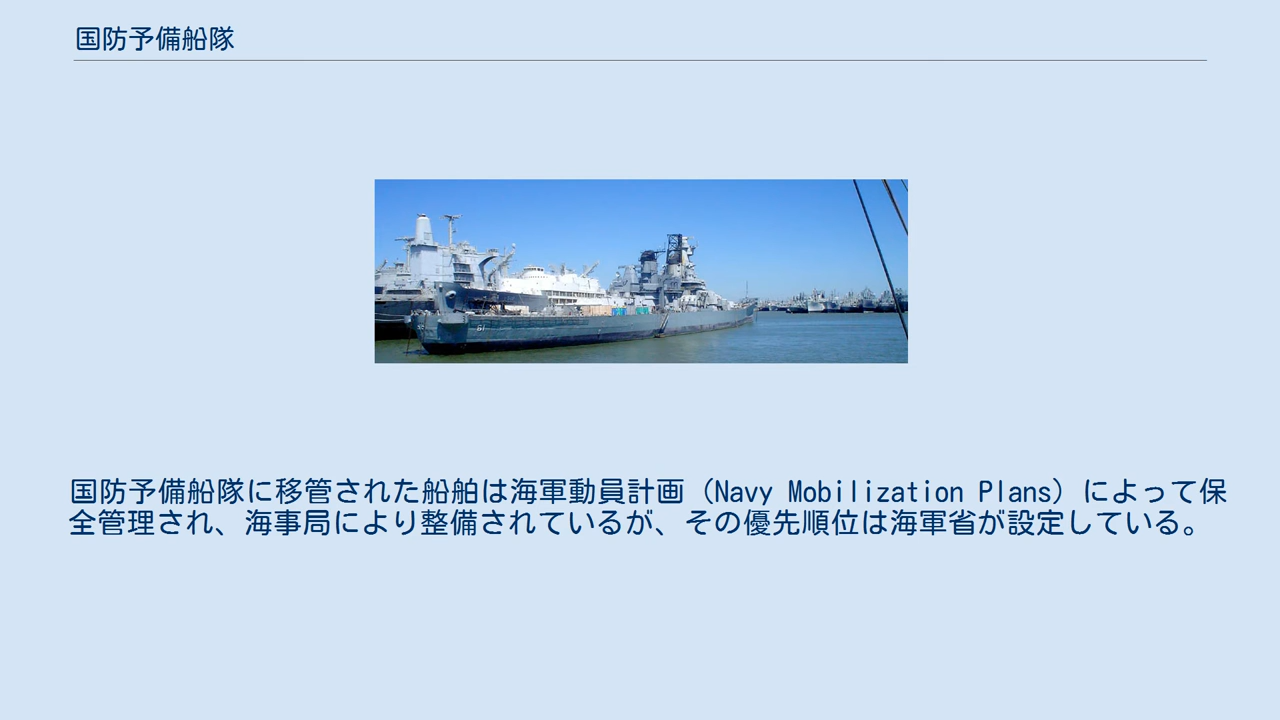 国防予備船隊
61
国防予備船隊に移管された船舶は海軍動員計画（Navy Mobilization Plans）によって保
全管理され、海事局により整備されているが、その優先順位は海軍省が設定している。